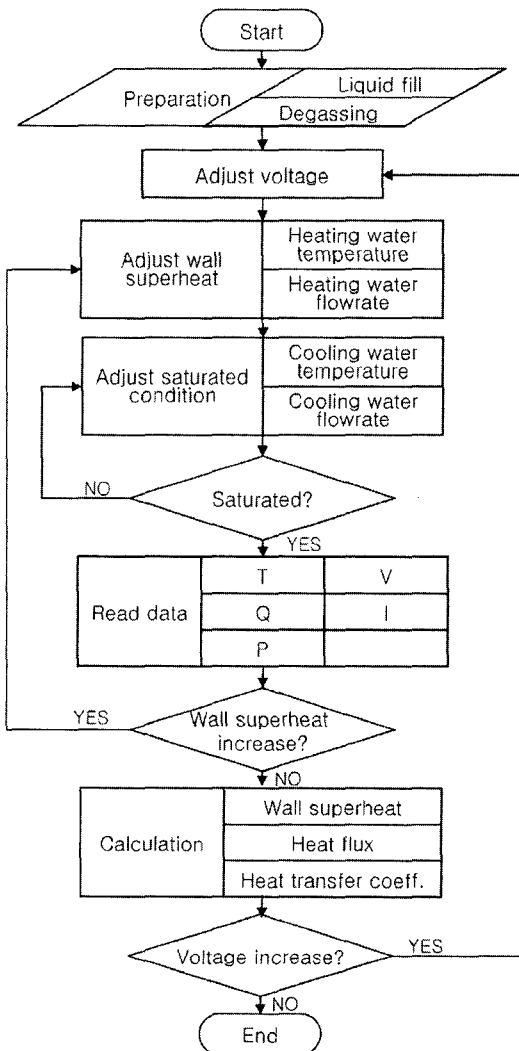 Start
Preparation
Liquid fill
Degassing
Adjust voltage
Adjust wall
superheat
Heating water
temperature
Heating water
flowrate
Adjust saturated
condition
Cooling water
temperature
Cooling water
flowrate
NO
Saturated?
YES
Read data
T
V
Q
I
P
YES
Wall superheat
increase?
NO
Calculation
Wall superheat
Heat flux
Heat transfer coeff.
Voltage increase?
YES
NO
End